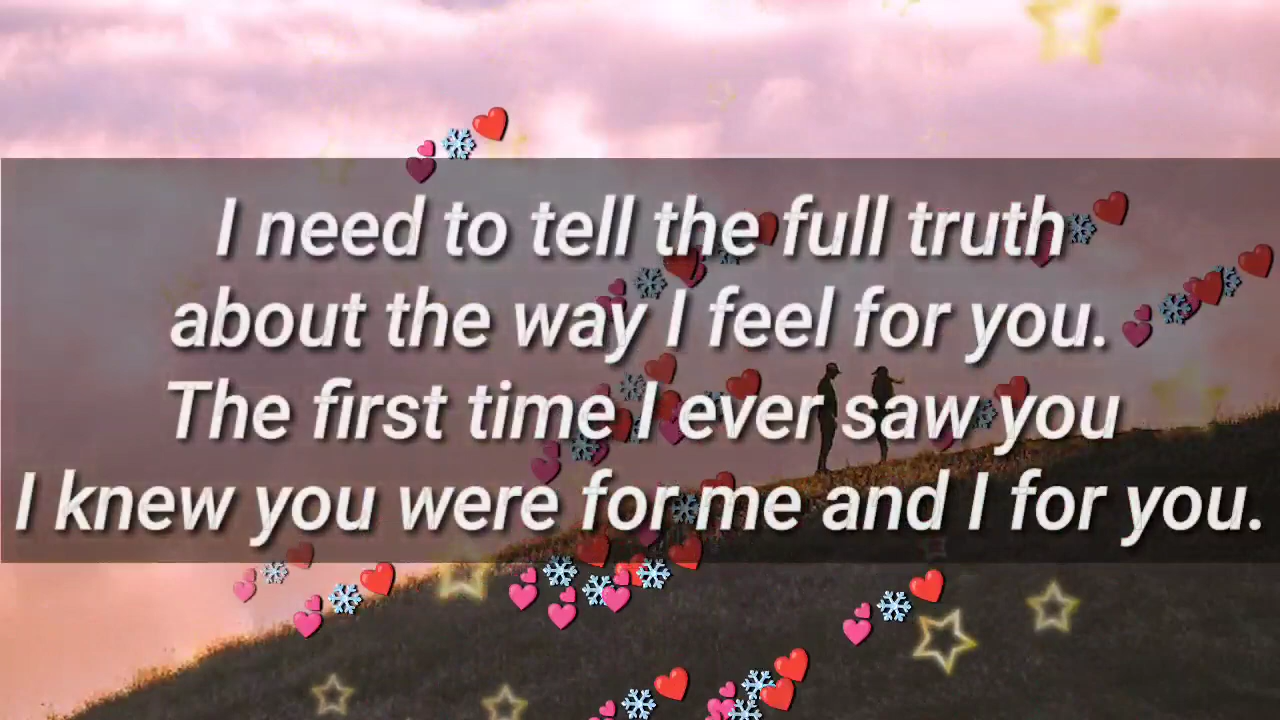 I need to tell the full truth
about the way I feel for you.
The first time I ever saw you
I knew you were for me and I for you.